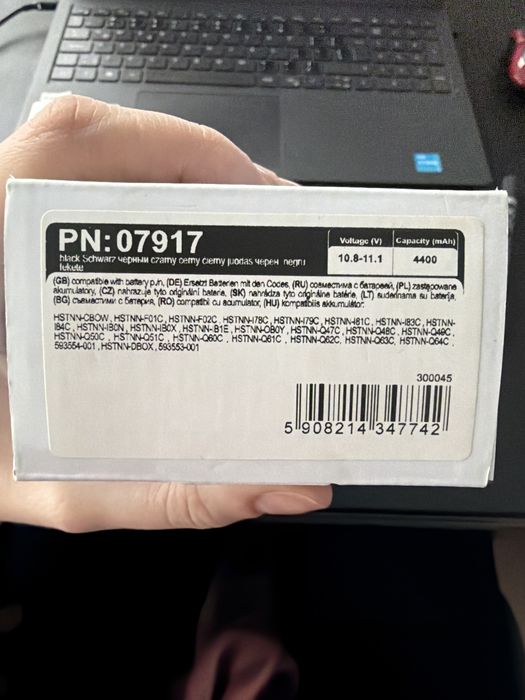 PN: 07917
black Schwarz черный czarny černý čierny juodas черен negru
fekete
Voltage (V)
Capacity (mAh)
10.8-11.1
4400
(GB) compatible with battery p.n, (DE) Ersetzt Baterien mit den Codes, (RU) совместима с батареей, (PL) zastępowane
akumulatory, (CZ) nahrazuje tyto originální baterie, (SK) nahrádza tyto originálne batérie, (LT) suderinama su baterija,
(BG) съвместими с батерия, (RO) compatibil cu acumulator, (HU) kompatibilis akkumulátor:
HSTNN-CBOW, HSTNN-F01C, HSTNN-F02C, HSTNN-I78C, HSTNN-I79C, HSTNN-I81C, HSTNN-I83C, HSTNN-
I84C, HSTNN-IB0N, HSTNN-IB0X, HSTNN-IB1E, HSTNN-OB0Y, HSTNN-Q47C, HSTNN-Q48C, HSTNN-Q49C,
HSTNN-Q50C, HSTNN-Q51C, HSTNN-Q60C, HSTNN-Q61C, HSTNN-Q62C, HSTNN-Q63C, HSTNN-Q64C,
593554-001, HSTNN-DBOX, 593553-001
300045
5 908214 347742